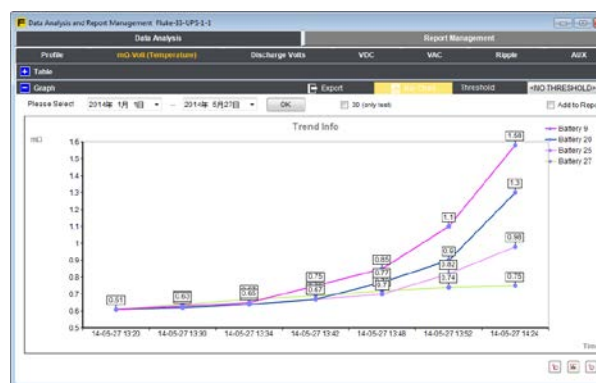 Data Analysis and Report Management Fluke-93-UPS-1-1
Data Analysis Report Management
Profile mΩ-Volt (Temperature) Discharge Volts VDC VAC Ripple AUX
Table
Graph Export Threshold <NO THRESHOLD>
Please Select 2014年 1月 1日 -- 2014年 5月27日 OK 3D (only read) Add to Repo
Trend Info
mΩ
1.6
1.5
1.4
1.3
1.2
1.1
1
0.9
0.8
0.7
0.6
0.5
0.61 0.63 0.65 0.75 0.67 0.85 0.77 0.7 1.1 0.9 0.82 0.74 1.58 1.3 0.98 0.75
Battery 9
Battery 20
Battery 25
Battery 27
14-05-27 13:20 14-05-27 13:30 14-05-27 13:34 14-05-27 13:42 14-05-27 13:48 14-05-27 13:52 14-05-27 14:24
Time